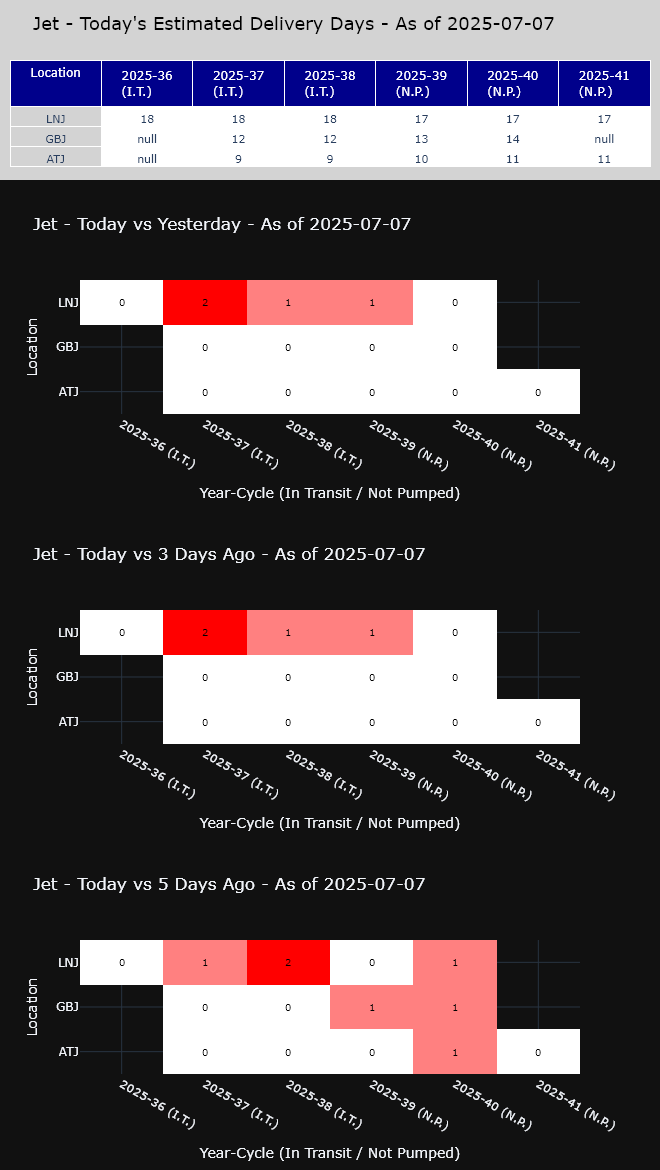 Jet - Today's Estimated Delivery Days - As of 2025-07-07
Location 2025-36 (I.T.) 2025-37 (I.T.) 2025-38 (I.T.) 2025-39 (N.P.) 2025-40 (N.P.) 2025-41 (N.P.)
LNJ 18 18 18 17 17 17
GBJ null 12 12 13 14 null
ATJ null 9 9 10 11 11
Jet - Today vs Yesterday - As of 2025-07-07
Location
LNJ 0 2 1 1 0
GBJ 0 0 0 0
ATJ 0 0 0 0 0
2025-36 (I.T.) 2025-37 (I.T.) 2025-38 (I.T.) 2025-39 (N.P.) 2025-40 (N.P.) 2025-41 (N.P.)
Year-Cycle (In Transit / Not Pumped)
Jet - Today vs 3 Days Ago - As of 2025-07-07
Location
LNJ 0 2 1 1 0
GBJ 0 0 0 0
ATJ 0 0 0 0 0
2025-36 (I.T.) 2025-37 (I.T.) 2025-38 (I.T.) 2025-39 (N.P.) 2025-40 (N.P.) 2025-41 (N.P.)
Year-Cycle (In Transit / Not Pumped)
Jet - Today vs 5 Days Ago - As of 2025-07-07
Location
LNJ 0 1 2 0 1
GBJ 0 0 1 1
ATJ 0 0 0 1 0
2025-36 (I.T.) 2025-37 (I.T.) 2025-38 (I.T.) 2025-39 (N.P.) 2025-40 (N.P.) 2025-41 (N.P.)
Year-Cycle (In Transit / Not Pumped)